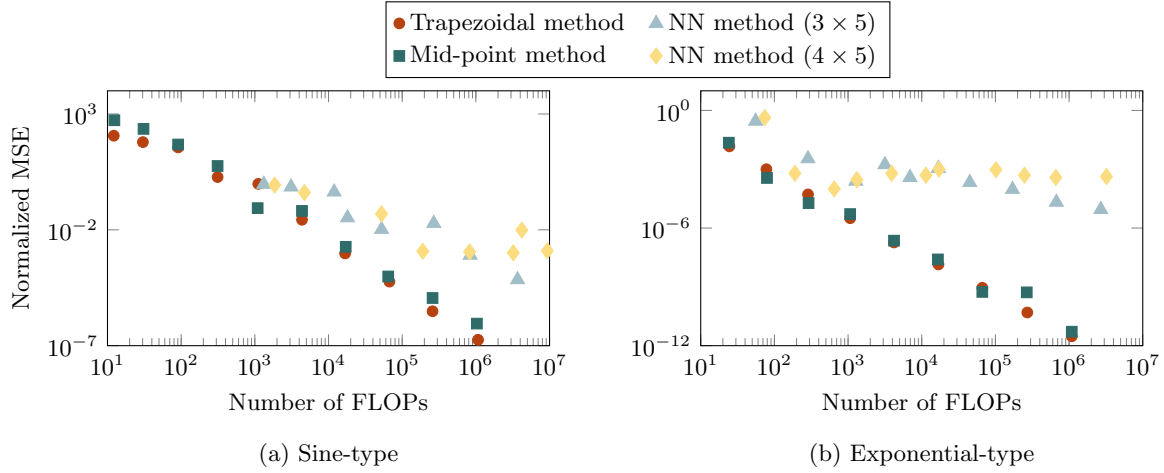 Trapezoidal method
NN method (3 × 5)
Mid-point method
NN method (4 × 5)
Normalized MSE
10^3
10^−2
10^−7
10^1 10^2 10^3 10^4 10^5 10^6 10^7
Number of FLOPs
(a) Sine-type
10^0
10^−6
10^−12
10^1 10^2 10^3 10^4 10^5 10^6 10^7
Number of FLOPs
(b) Exponential-type